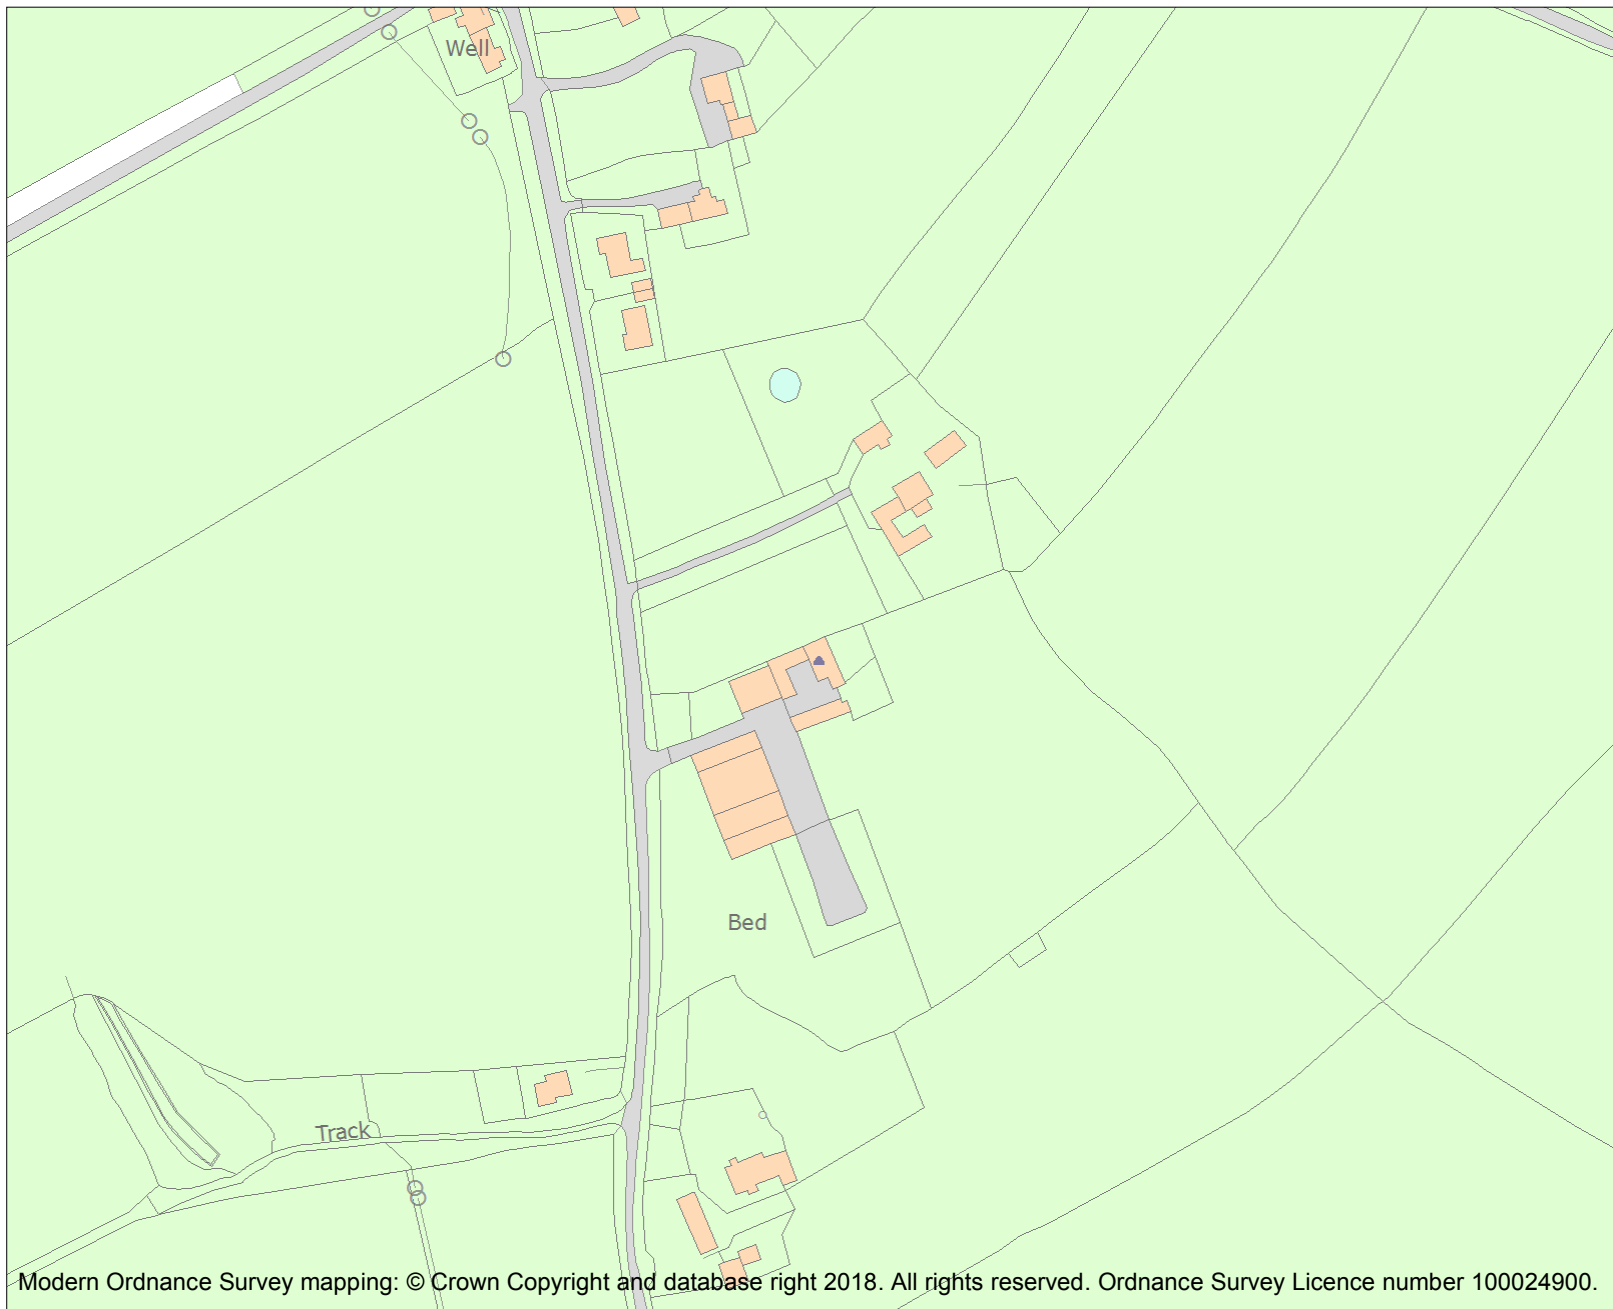 Well
Bed
Track
Modern Ordnance Survey mapping: © Crown Copyright and database right 2018. All rights reserved. Ordnance Survey Licence number 100024900.